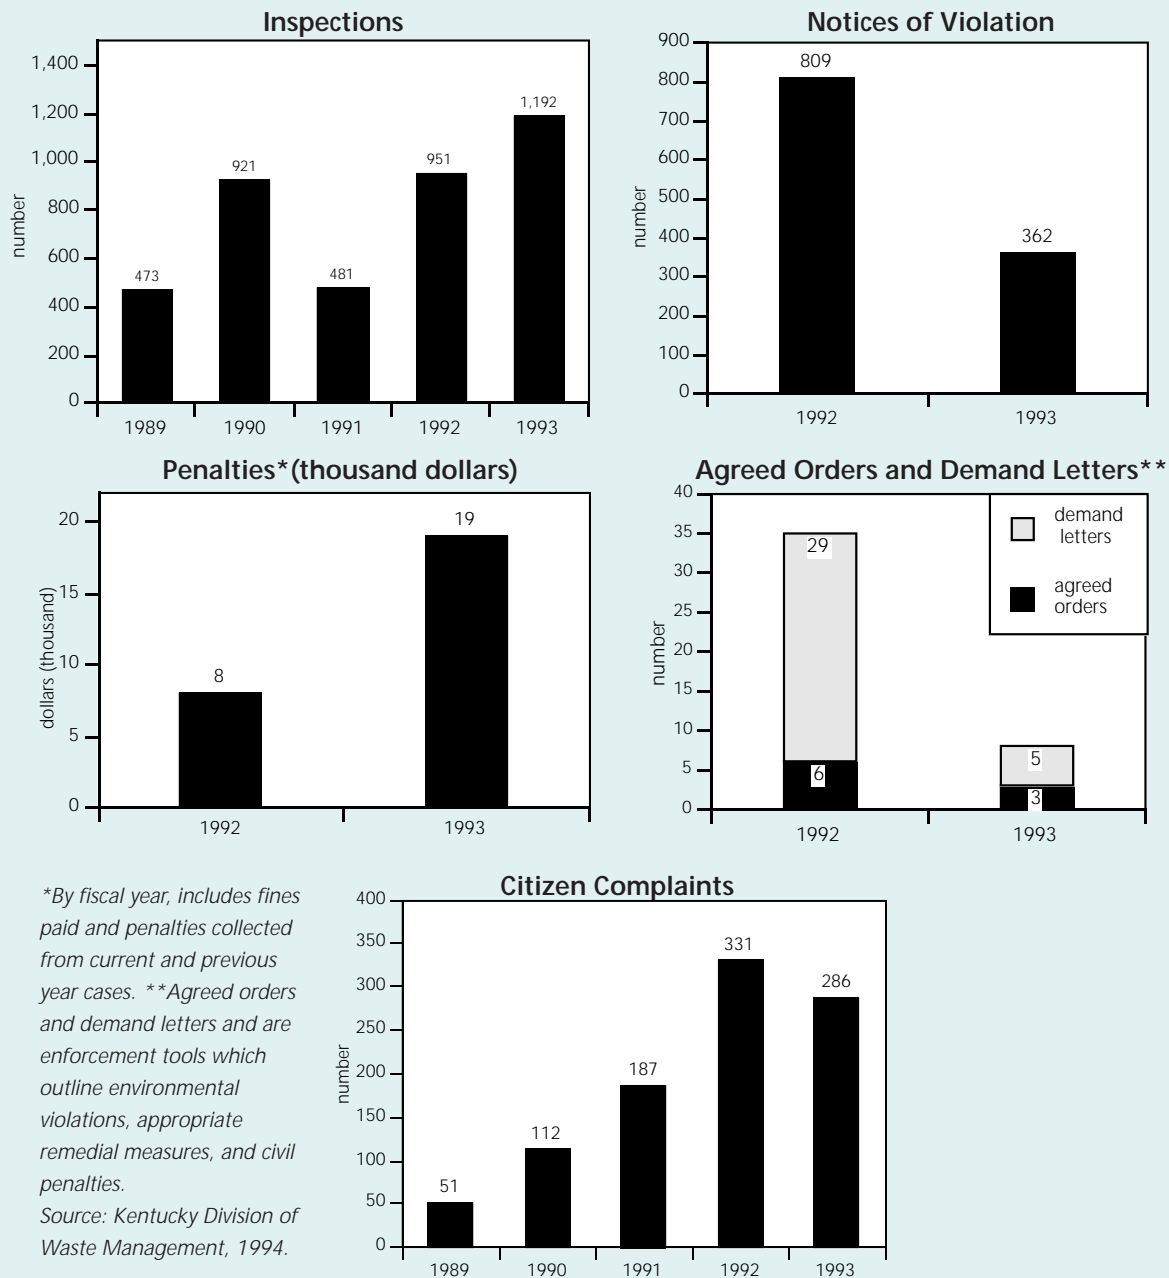 Inspections
number
1,400
1,200
1,000
800
600
400
200
0
473
921
481
951
1,192
1989
1990
1991
1992
1993
Notices of Violation
number
900
800
700
600
500
400
300
200
100
0
809
362
1992
1993
Penalties*(thousand dollars)
dollars (thousand)
20
15
10
5
0
8
19
1992
1993
Agreed Orders and Demand Letters**
number
40
35
30
25
20
15
10
5
0
demand
letters
agreed
orders
29
6
5
3
1992
1993
*By fiscal year, includes fines
paid and penalties collected
from current and previous
year cases. **Agreed orders
and demand letters and are
enforcement tools which
outline environmental
violations, appropriate
remedial measures, and civil
penalties.
Source: Kentucky Division of
Waste Management, 1994.
Citizen Complaints
number
400
350
300
250
200
150
100
50
0
51
112
187
331
286
1989
1990
1991
1992
1993